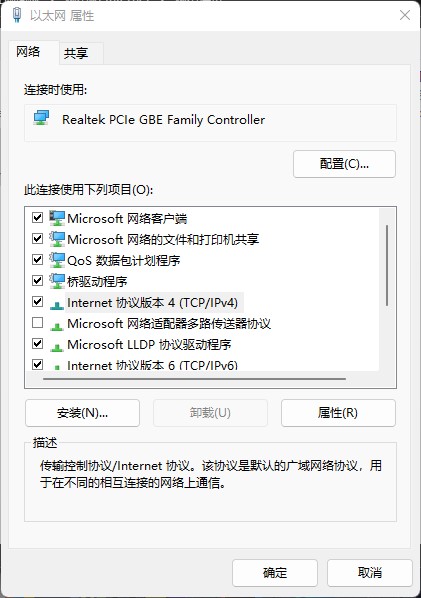 以太网 属性
网络
共享
连接时使用:
Realtek PCIe GBE Family Controller
配置(C)...
此连接使用下列项目(O):
Microsoft 网络客户端
Microsoft 网络的文件和打印机共享
QoS 数据包计划程序
桥驱动程序
Internet 协议版本 4 (TCP/IPv4)
Microsoft 网络适配器多路传送器协议
Microsoft LLDP 协议驱动程序
Internet 协议版本 6 (TCP/IPv6)
安装(N)...
卸载(U)
属性(R)
描述
传输控制协议/Internet 协议。该协议是默认的广域网络协议，用
于在不同的相互连接的网络上通信。
确定
取消